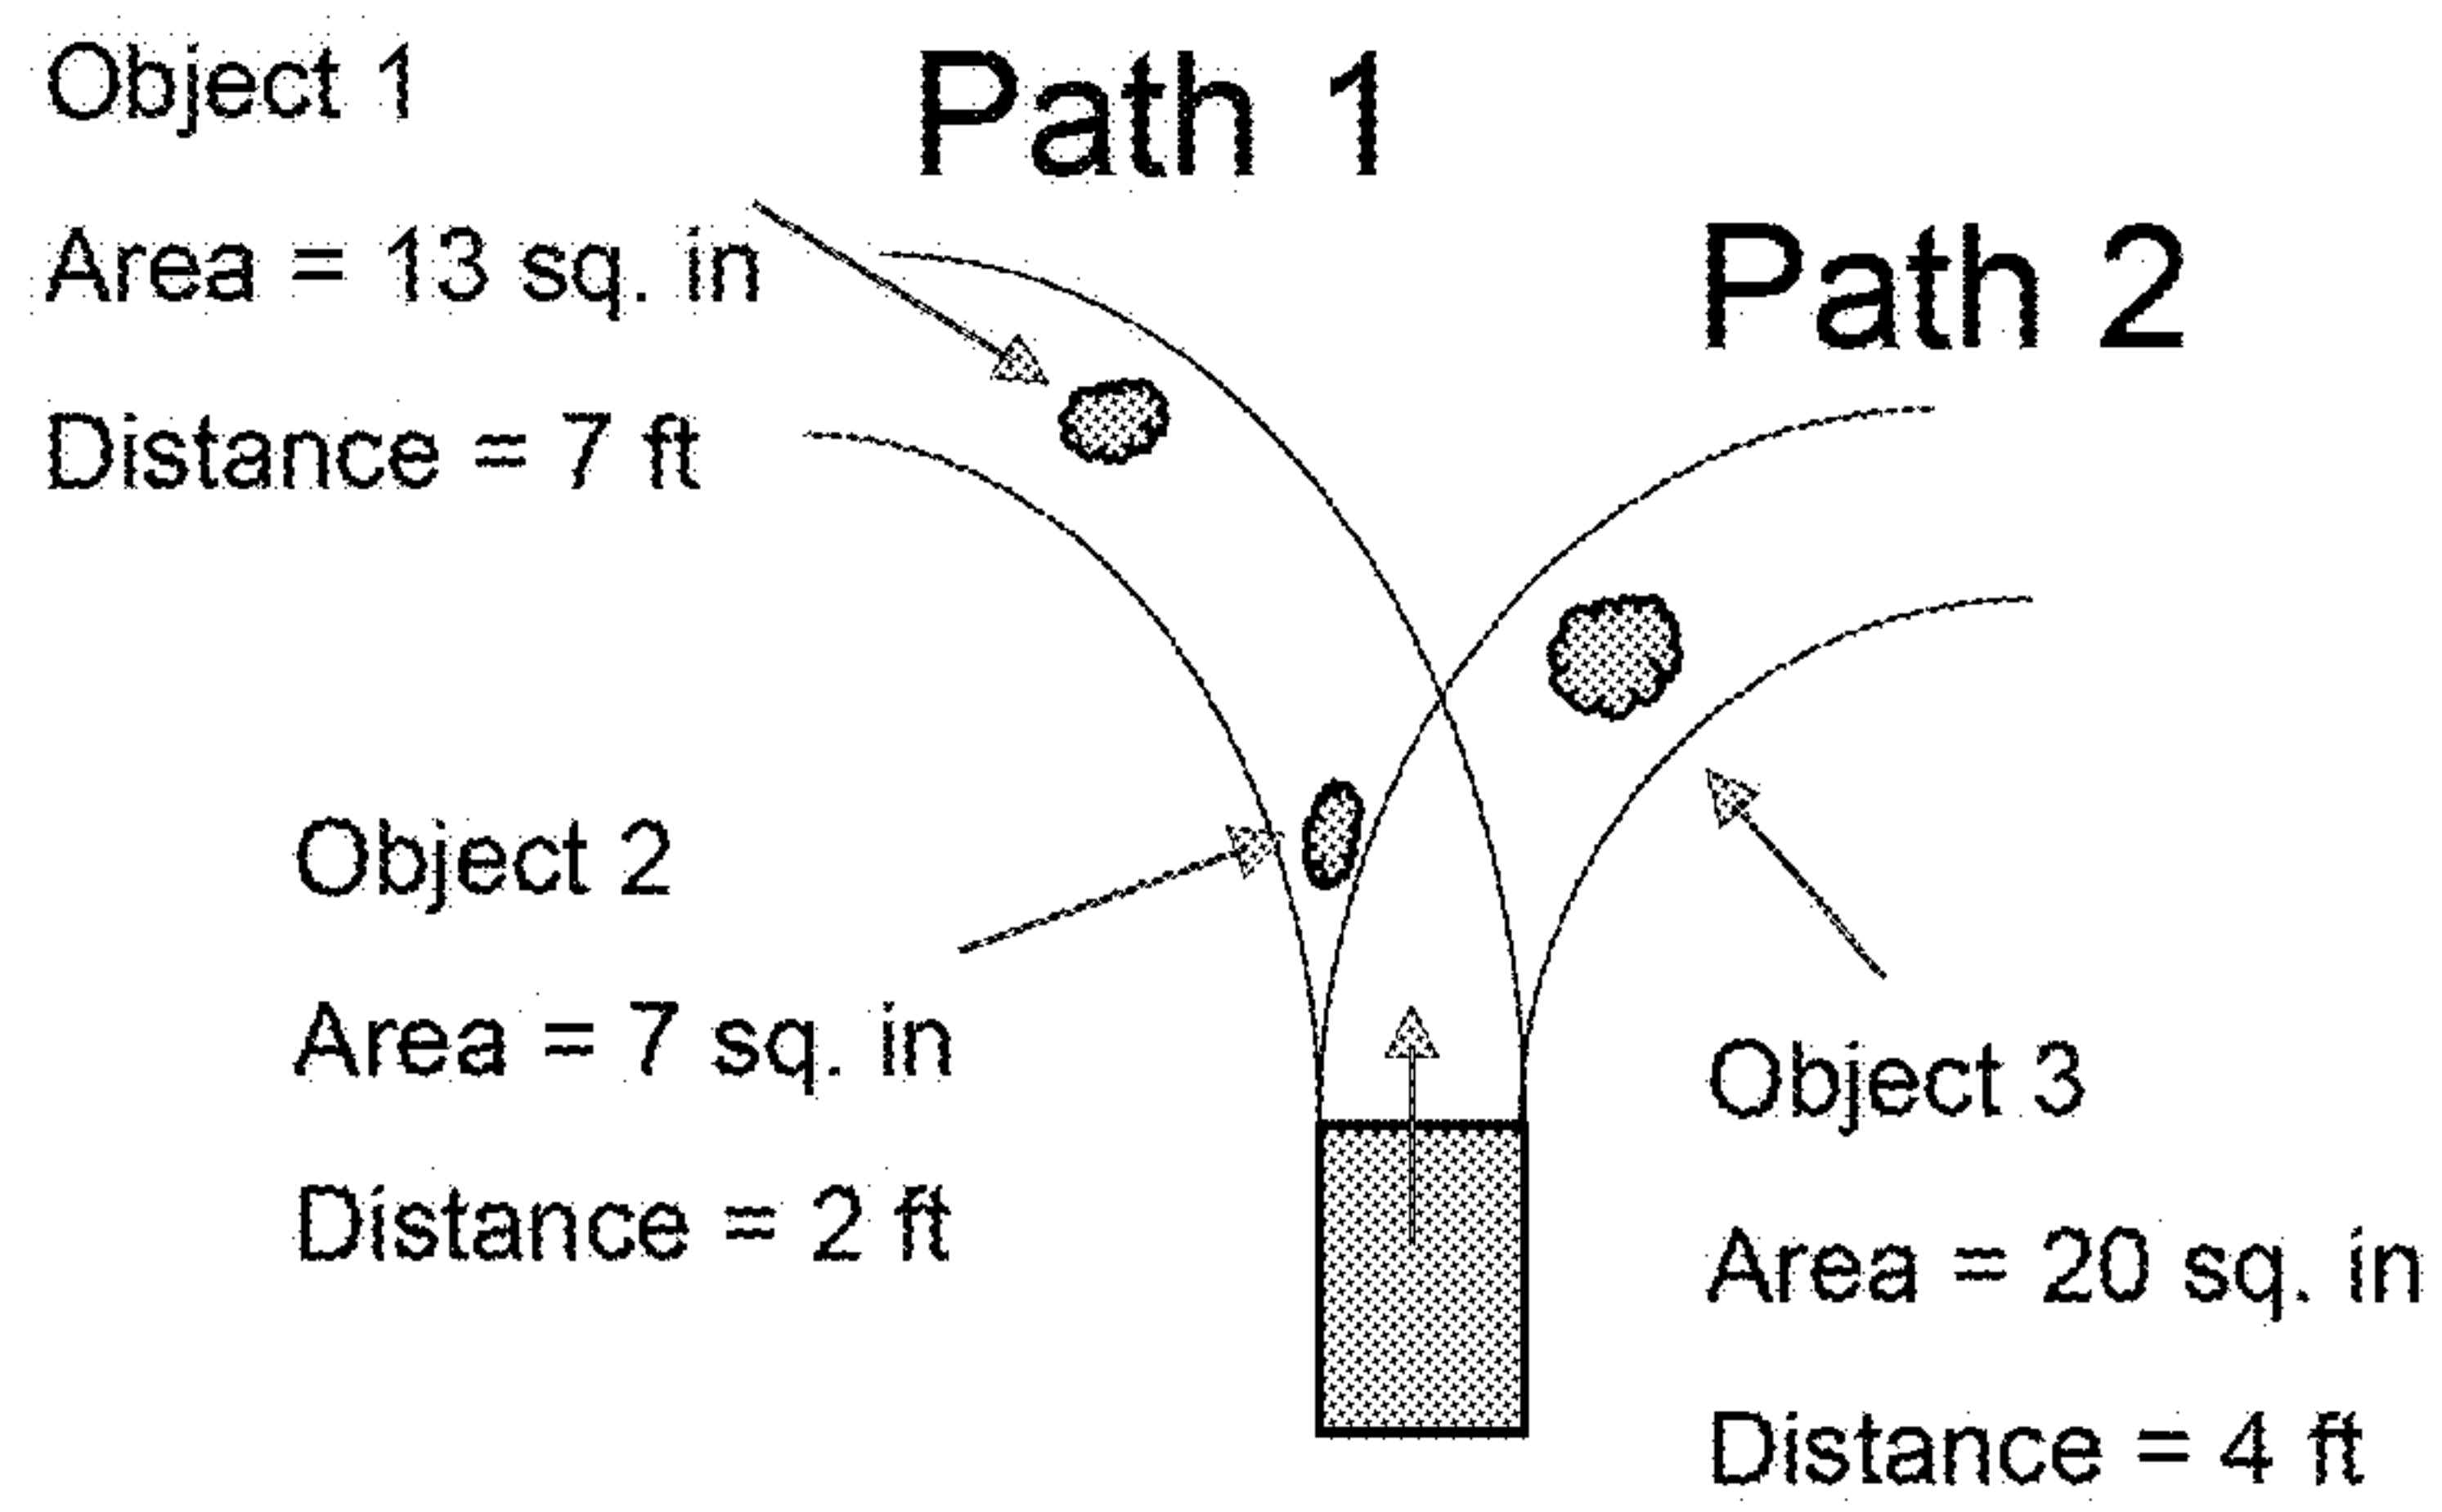 Object 1
Area = 13 sq. in
Distance = 7 ft
Path 1
Path 2
Object 2
Area = 7 sq. in
Distance = 2 ft
Object 3
Area = 20 sq. in
Distance = 4 ft